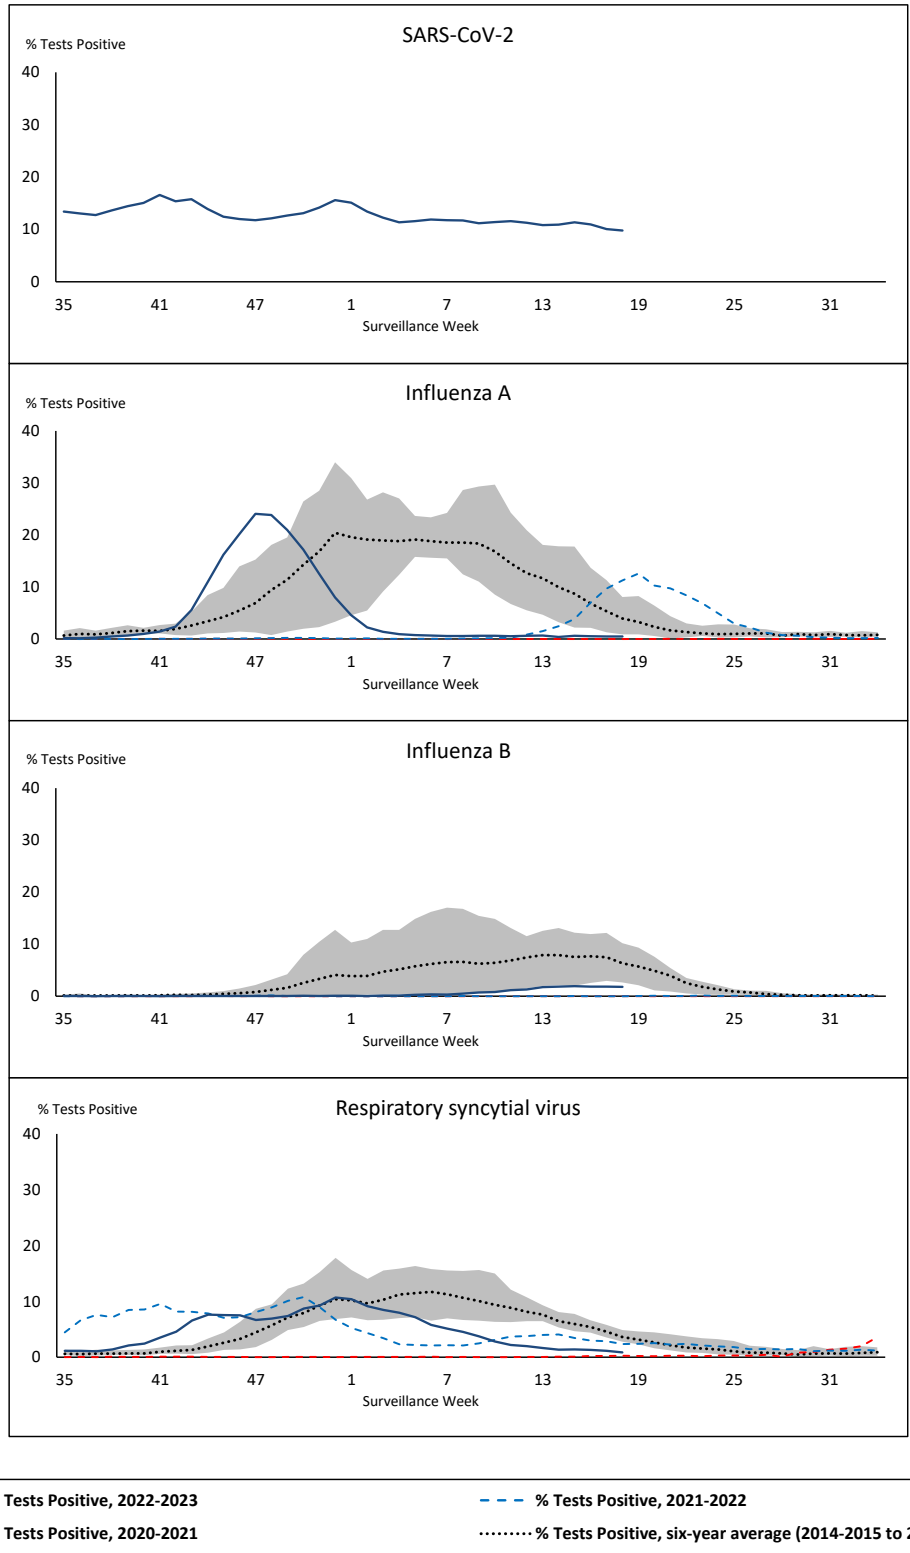 SARS-CoV-2
% Tests Positive
40
30
20
10
0
35 41 47 1 7 13 19 25 31
Surveillance Week
Influenza A
% Tests Positive
40
30
20
10
0
35 41 47 1 7 13 19 25 31
Surveillance Week
Influenza B
% Tests Positive
40
30
20
10
0
35 41 47 1 7 13 19 25 31
Surveillance Week
Respiratory syncytial virus
% Tests Positive
40
30
20
10
0
35 41 47 1 7 13 19 25 31
Surveillance Week
Tests Positive, 2022-2023 % Tests Positive, 2021-2022
Tests Positive, 2020-2021 % Tests Positive, six-year average (2014-2015 to